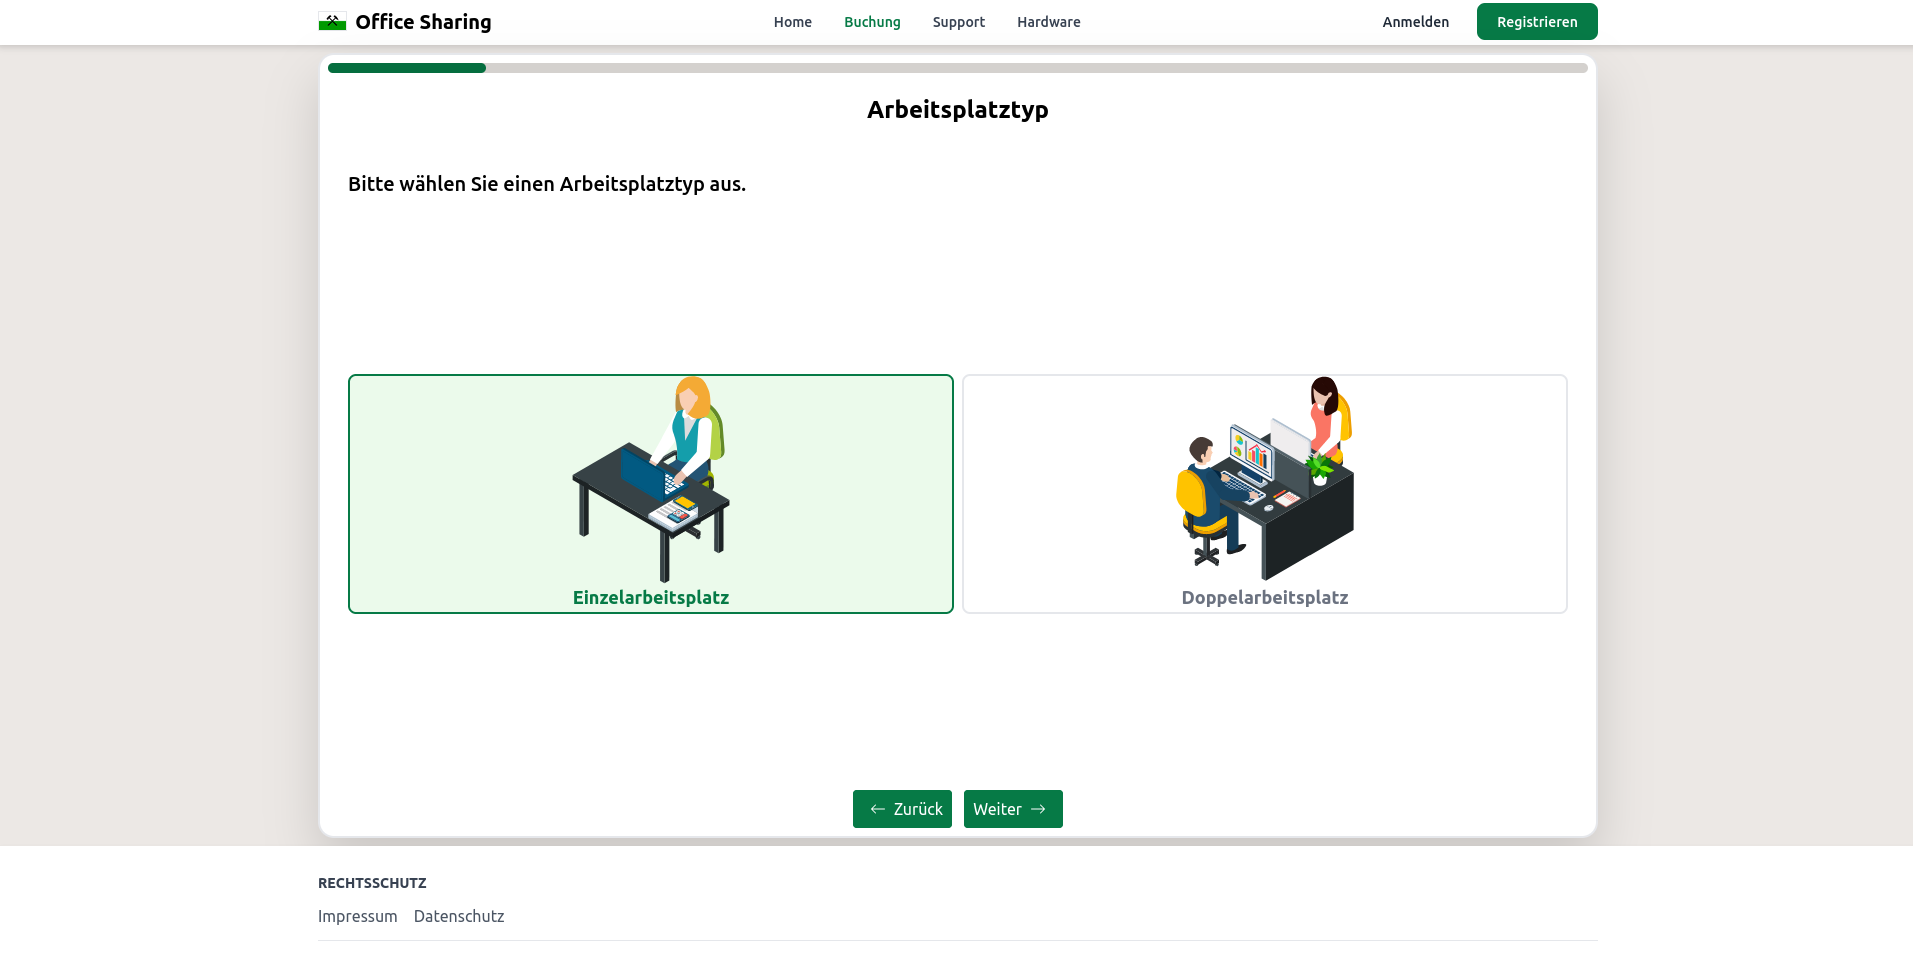 Office Sharing
Home Buchung Support Hardware
Anmelden Registrieren
Arbeitsplatztyp
Bitte wählen Sie einen Arbeitsplatztyp aus.
Einzelarbeitsplatz
Doppelarbeitsplatz
Zurück Weiter
RECHTSSCHUTZ
Impressum Datenschutz